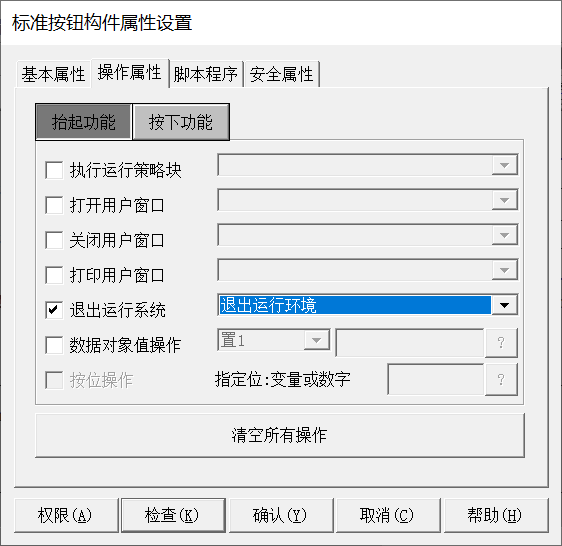 标准按钮构件属性设置
基本属性 操作属性 脚本程序 安全属性
抬起功能 按下功能
执行运行策略块
打开用户窗口
关闭用户窗口
打印用户窗口
退出运行系统 退出运行环境
数据对象值操作 置1 ?
按位操作 指定位:变量或数字 ?
清空所有操作
权限(A) 检查(K) 确认(Y) 取消(C) 帮助(H)